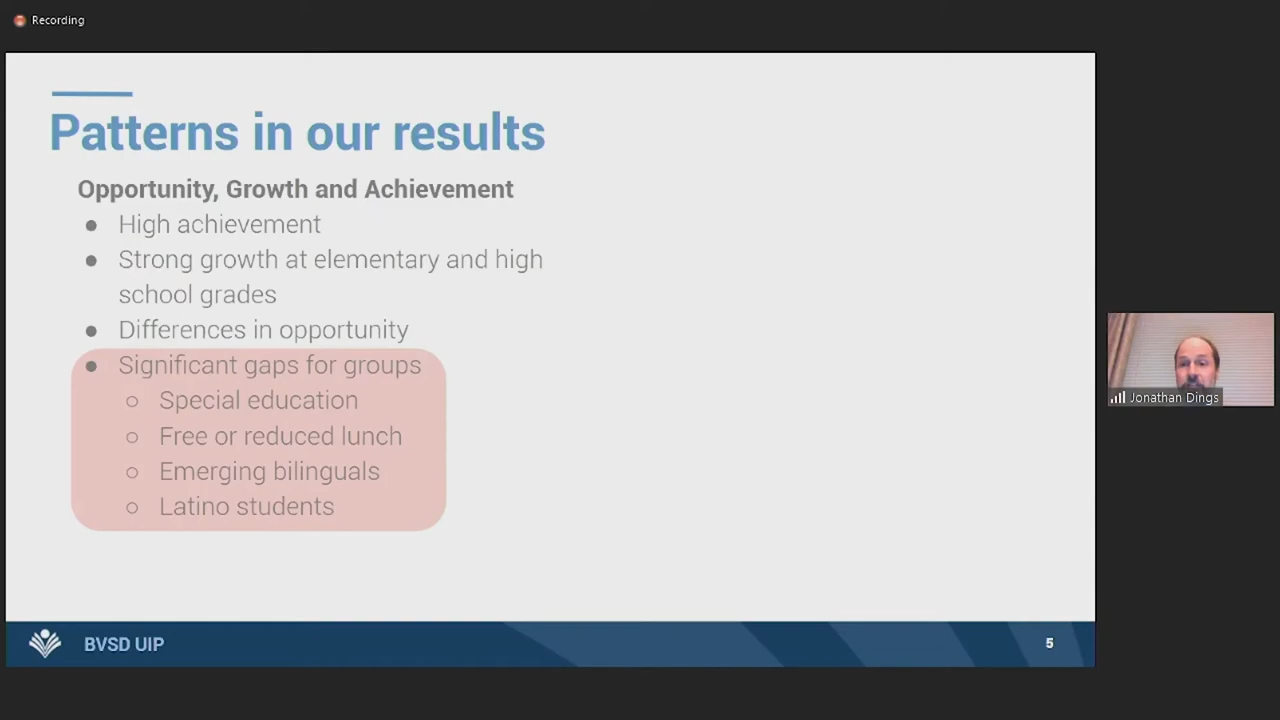 Recording
Patterns in our results
Opportunity, Growth and Achievement
● High achievement
● Strong growth at elementary and high
school grades
● Differences in opportunity
● Significant gaps for groups
○ Special education
○ Free or reduced lunch
○ Emerging bilinguals
○ Latino students
Jonathan Dings
BVSD UIP
5